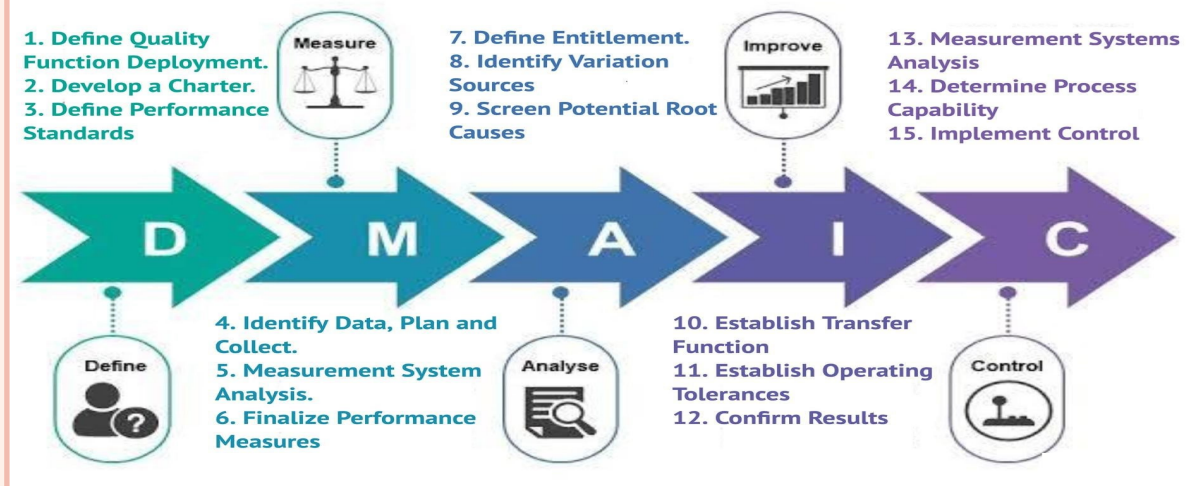 1. Define Quality
Function Deployment.
2. Develop a Charter.
3. Define Performance
Standards
Measure
7. Define Entitlement.
8. Identify Variation
Sources
9. Screen Potential Root
Causes
Improve
13. Measurement Systems
Analysis
14. Determine Process
Capability
15. Implement Control
D
M
A
I
C
Define
4. Identify Data, Plan and
Collect.
5. Measurement System
Analysis.
6. Finalize Performance
Measures
Analyse
10. Establish Transfer
Function
11. Establish Operating
Tolerances
12. Confirm Results
Control